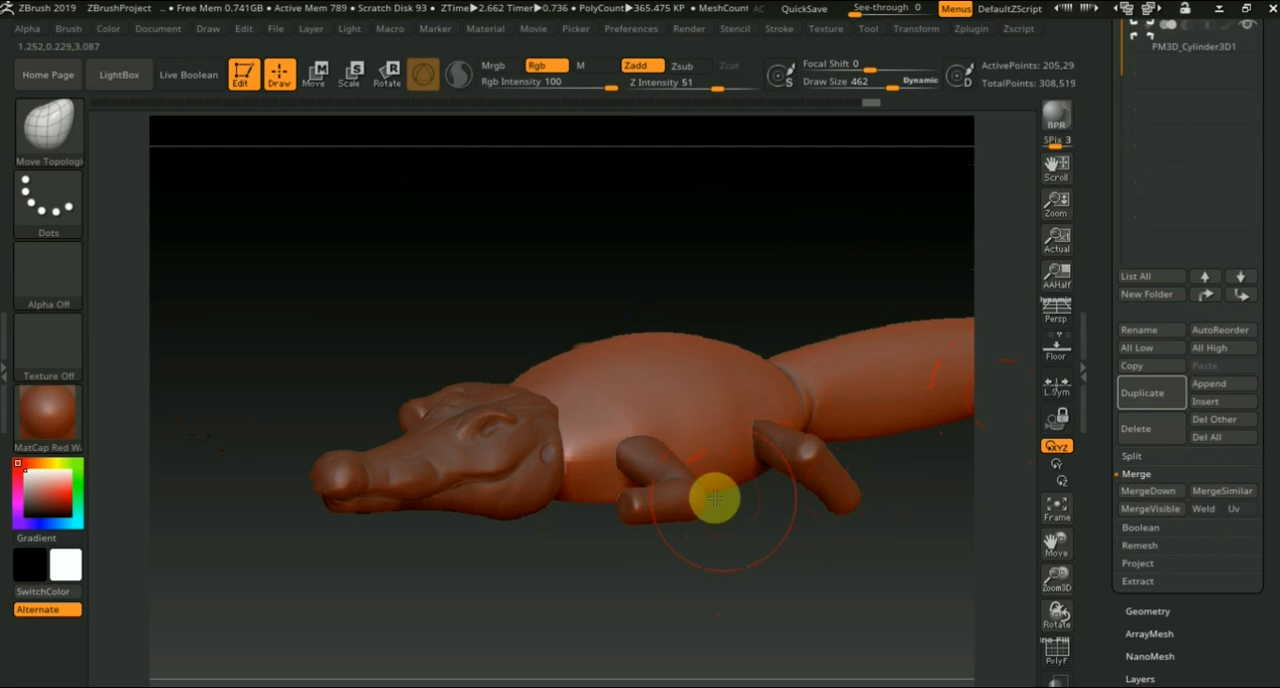 ZBrush 2019 ZBrushProject .. • Free Mem 0.741GB • Active Mem 789 • Scratch Disk 93 • ZTime▶2.662 Timer▶0.736 • PolyCount▶365.475 KP • MeshCount AC QuickSave See-through 0 Menus DefaultZScript
Alpha Brush Color Document Draw Edit File Layer Light Macro Marker Material Movie Picker Preferences Render Stencil Stroke Texture Tool Transform Zplugin Zscript
1.252,0.229,3.087
PM3D_Cylinder3D1
Home Page LightBox Live Boolean Edit Draw Move Scale Rotate
Mrgb Rgb M Zadd Zsub Zcut
Rgb Intensity 100 Z Intensity 51
Focal Shift 0
Draw Size 462 Dynamic
ActivePoints: 205,29
TotalPoints: 308,519
Move Topologi
Dots
Alpha Off
Texture Off
MatCap Red W
Gradient
SwitchColor
Alternate
BPR
SPix 3
Scroll
Zoom
Actual
AAHalf
Dynamic
Persp
Floor
L.Sym
XYZ
Frame
Move
Zoom3D
Rotate
PolyF
List All
New Folder
Rename AutoReorder
All Low All High
Copy Paste
Duplicate Append
Insert
Delete Del Other
Del All
Split
Merge
MergeDown MergeSimilar
MergeVisible Weld Uv
Boolean
Remesh
Project
Extract
Geometry
ArrayMesh
NanoMesh
Layers